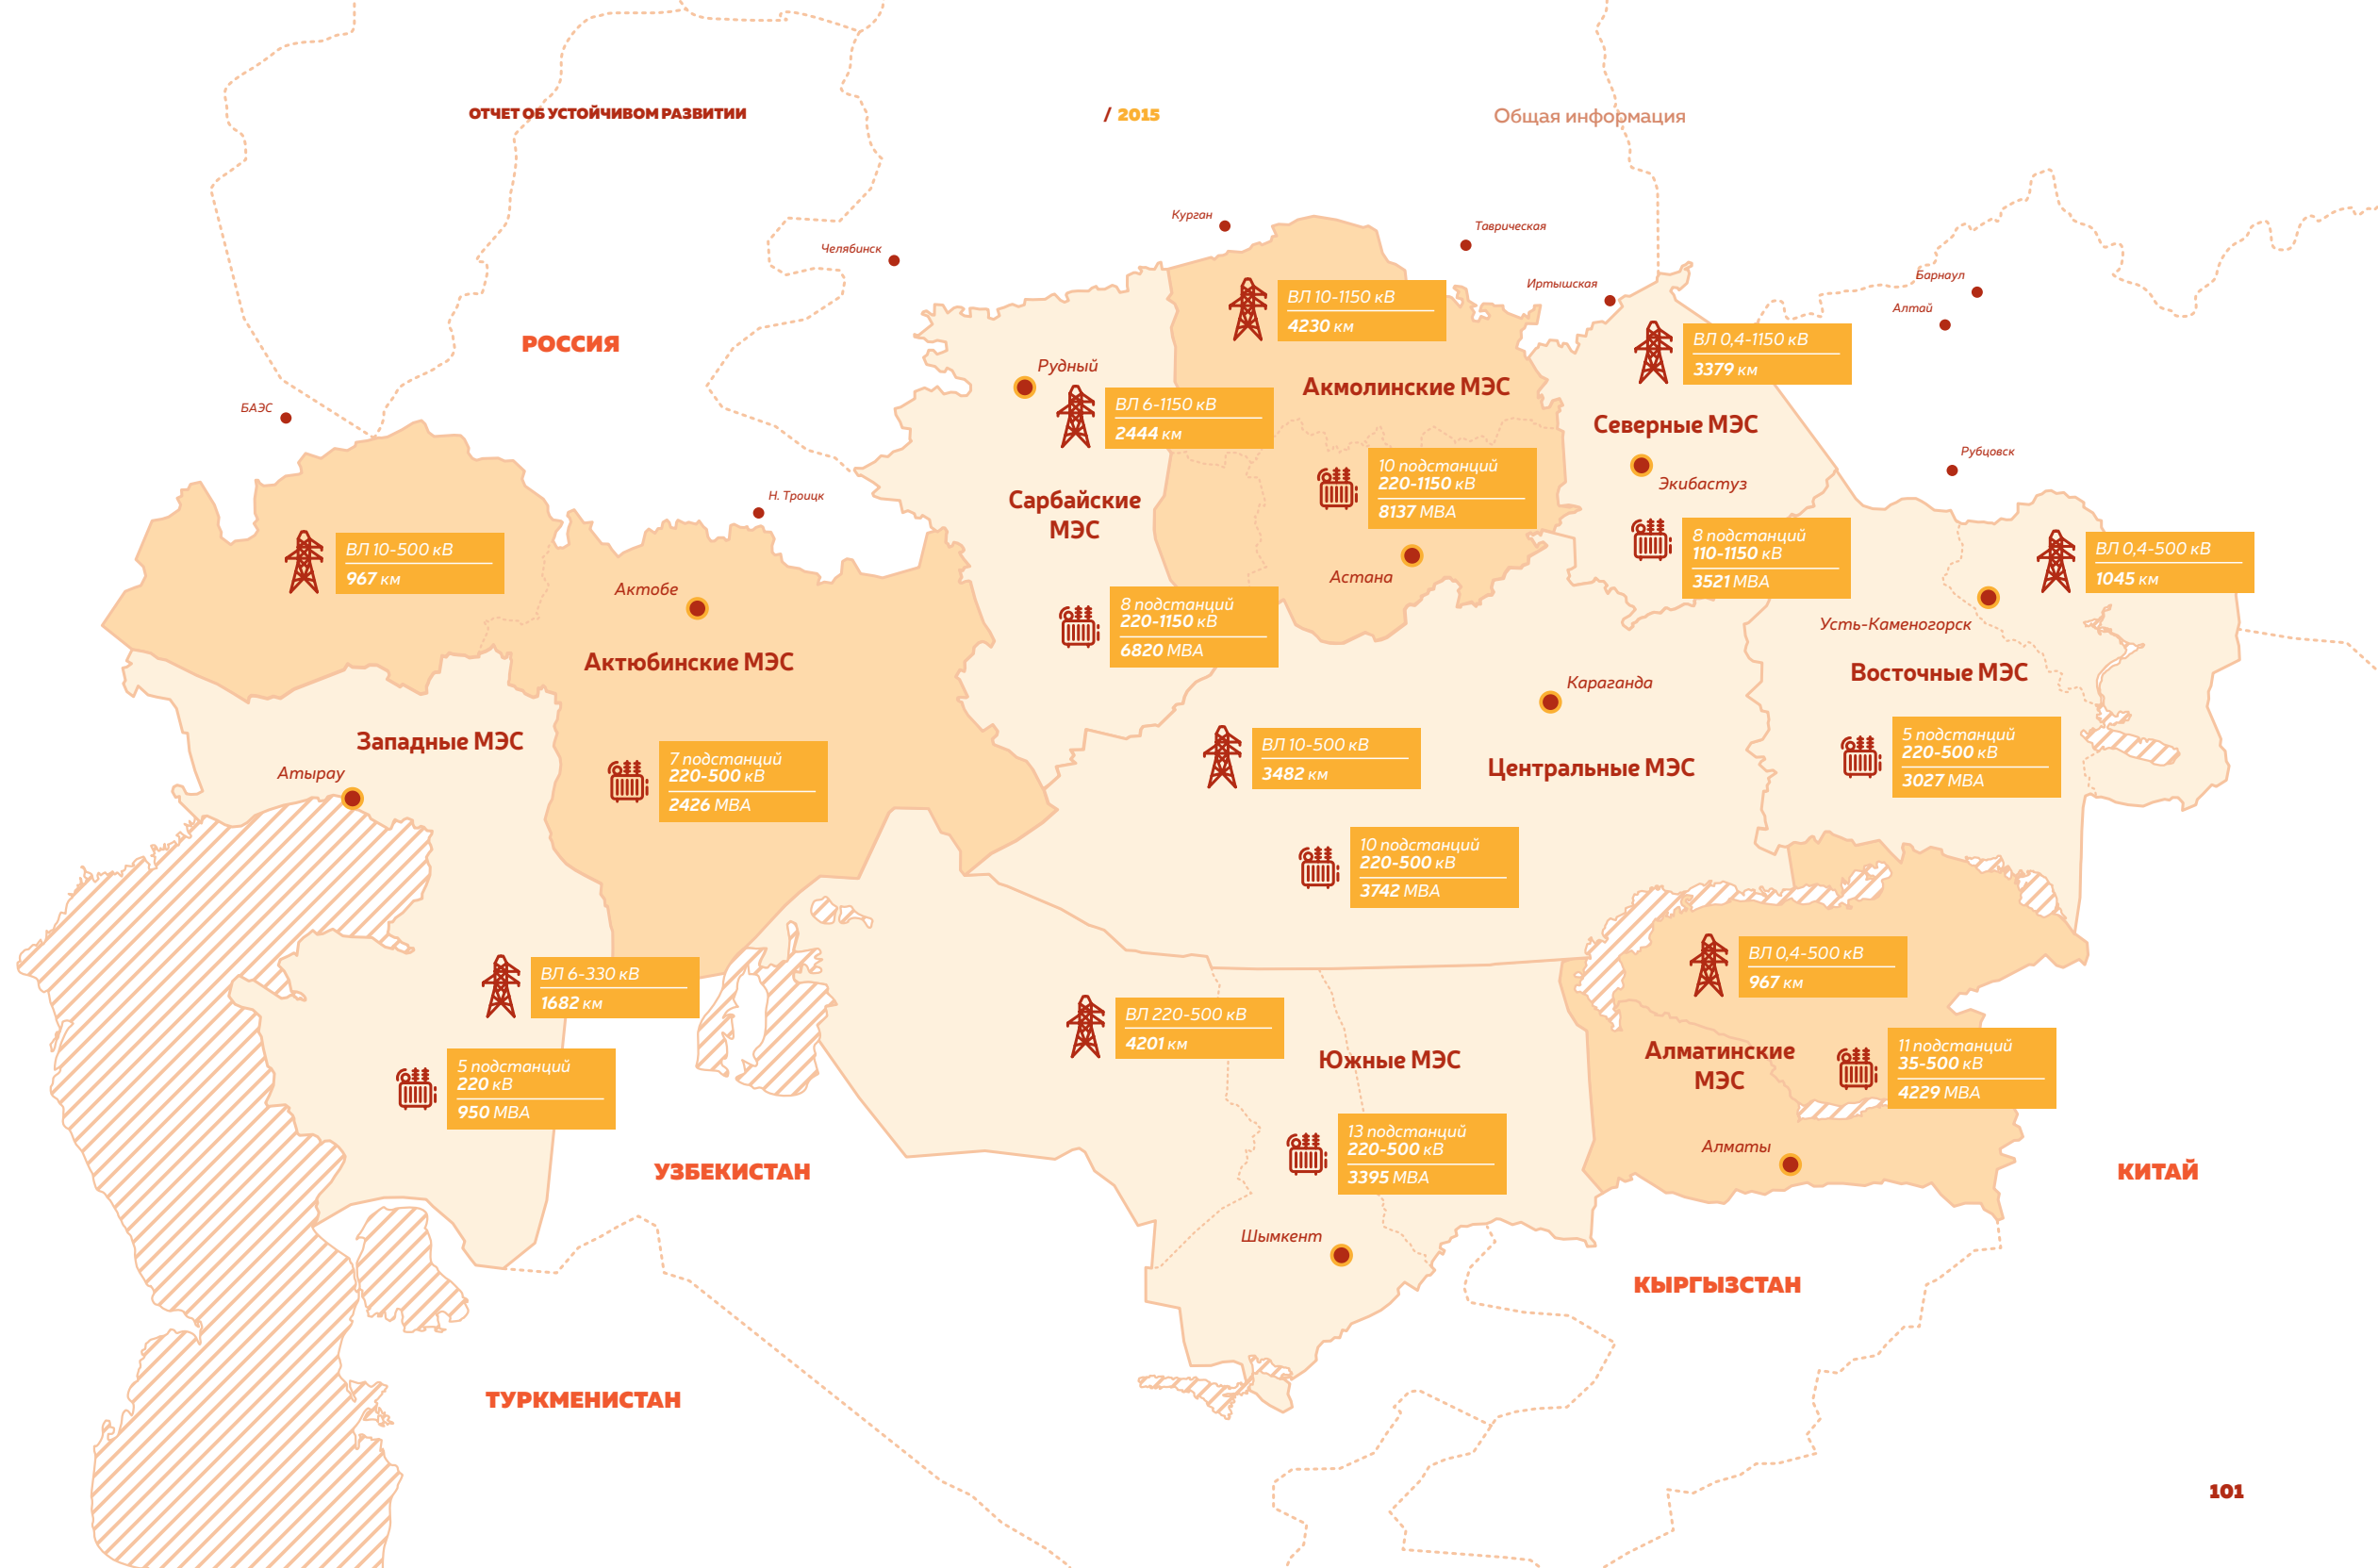 ОТЧЕТ ОБ УСТОЙЧИВОМ РАЗВИТИИ
/ 2015
Общая информация
Курган
Таврическая
Челябинск
Иртышская
Барнаул
Алтай
РОССИЯ
БАЭС
Н. Троицк
Рубцовск
ВЛ 10-1150 кВ
4230 км
Акмолинские МЭС
10 подстанций
220-1150 кВ
8137 МВА
Астана
ВЛ 0,4-1150 кВ
3379 км
Северные МЭС
Экибастуз
8 подстанций
110-1150 кВ
3521 МВА
Рудный
ВЛ 6-1150 кВ
2444 км
Сарбайские
МЭС
8 подстанций
220-1150 кВ
6820 МВА
ВЛ 10-500 кВ
967 км
Актобе
Актюбинские МЭС
7 подстанций
220-500 кВ
2426 МВА
ВЛ 0,4-500 кВ
1045 км
Усть-Каменогорск
Восточные МЭС
5 подстанций
220-500 кВ
3027 МВА
Караганда
ВЛ 10-500 кВ
3482 км
Центральные МЭС
10 подстанций
220-500 кВ
3742 МВА
Западные МЭС
Атырау
ВЛ 6-330 кВ
1682 км
5 подстанций
220 кВ
950 МВА
ВЛ 220-500 кВ
4201 км
Южные МЭС
13 подстанций
220-500 кВ
3395 МВА
Шымкент
ВЛ 0,4-500 кВ
967 км
Алматинские
МЭС
11 подстанций
35-500 кВ
4229 МВА
Алматы
УЗБЕКИСТАН
КИТАЙ
КЫРГЫЗСТАН
ТУРКМЕНИСТАН
101